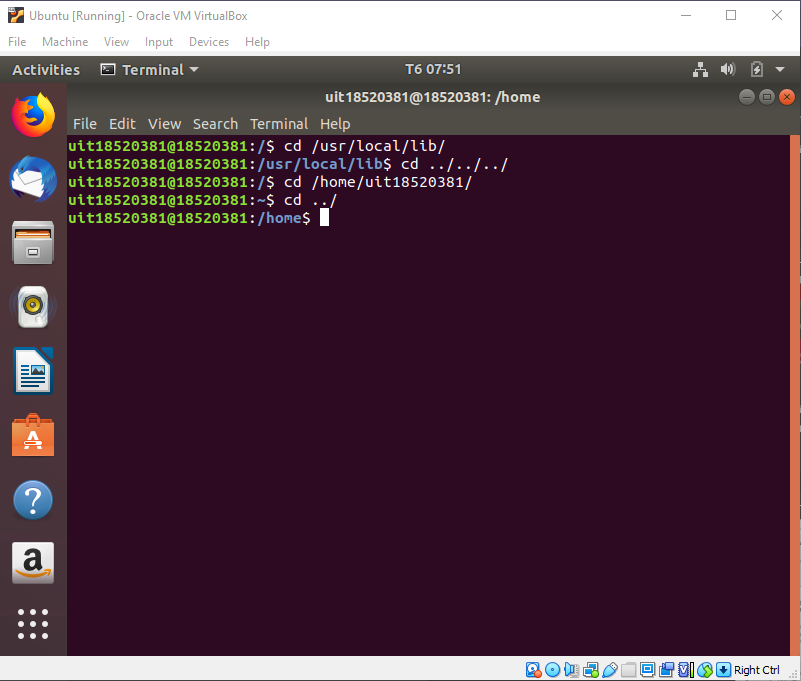 Ubuntu [Running] - Oracle VM VirtualBox
File Machine View Input Devices Help
Activities Terminal T6 07:51
uit18520381@18520381: /home
File Edit View Search Terminal Help
uit18520381@18520381:/$ cd /usr/local/lib/
uit18520381@18520381:/usr/local/lib$ cd ../../../
uit18520381@18520381:/$ cd /home/uit18520381/
uit18520381@18520381:~$ cd ../
uit18520381@18520381:/home$
Right Ctrl